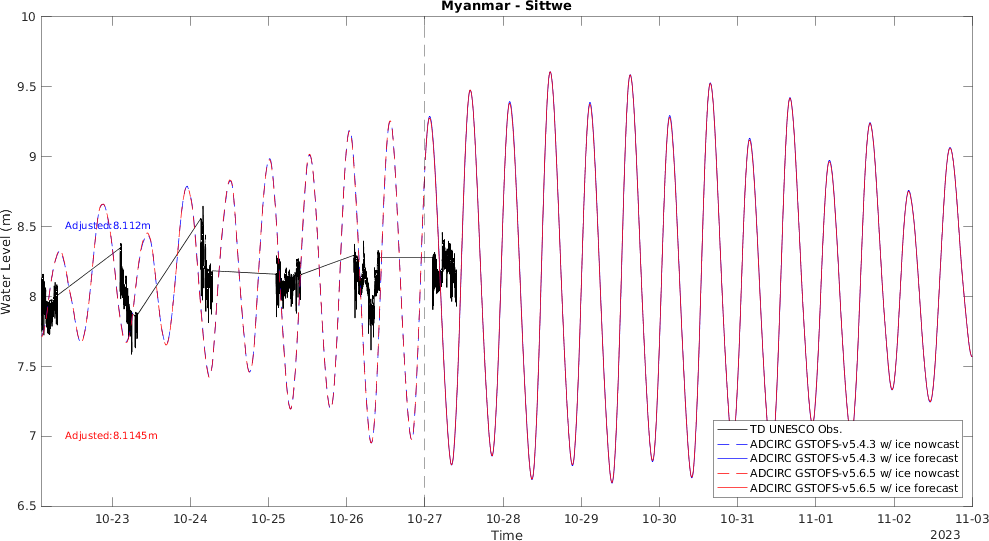 Myanmar - Sittwe
Water Level (m)
10
9.5
9
8.5
8
7.5
7
6.5
Adjusted:8.112m
Adjusted:8.1145m
TD UNESCO Obs.
ADCIRC GSTOFS-v5.4.3 w/ ice nowcast
ADCIRC GSTOFS-v5.4.3 w/ ice forecast
ADCIRC GSTOFS-v5.6.5 w/ ice nowcast
ADCIRC GSTOFS-v5.6.5 w/ ice forecast
10-23 10-24 10-25 10-26 10-27 10-28 10-29 10-30 10-31 11-01 11-02 11-03
Time
2023